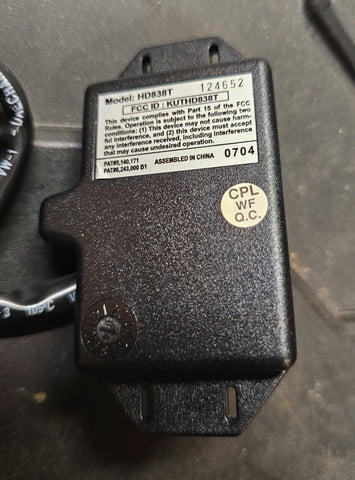 Model: HD838T
124652
FCC ID : KUTHD838T
This device complies with Part 15 of the FCC
Rules. Operation is subject to the following two
conditions: (1) This device may not cause harm-
ful interference, and (2) this device must accept
any interference received, including interference
that may cause undesired operation.
PAT#5,140,171
PAT#6,243,000 B1
ASSEMBLED IN CHINA
0704
CPL
WF
Q.C.
105°C